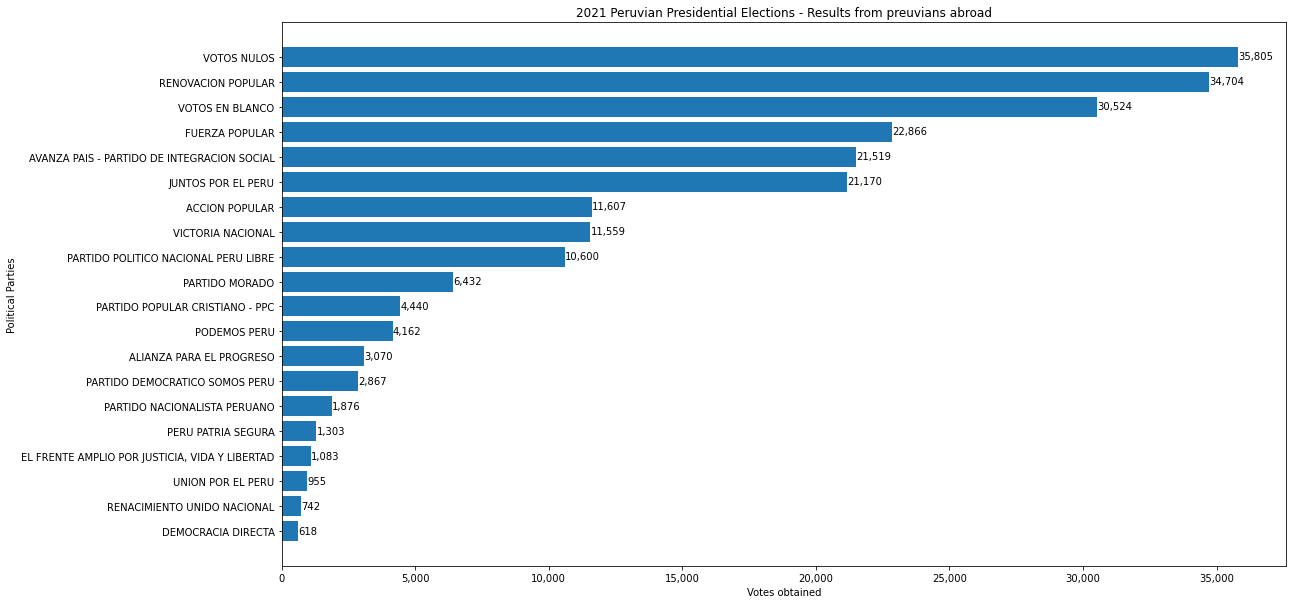 2021 Peruvian Presidential Elections - Results from preuvians abroad
Political Parties
VOTOS NULOS 35,805
RENOVACION POPULAR 34,704
VOTOS EN BLANCO 30,524
FUERZA POPULAR 22,866
AVANZA PAIS - PARTIDO DE INTEGRACION SOCIAL 21,519
JUNTOS POR EL PERU 21,170
ACCION POPULAR 11,607
VICTORIA NACIONAL 11,559
PARTIDO POLITICO NACIONAL PERU LIBRE 10,600
PARTIDO MORADO 6,432
PARTIDO POPULAR CRISTIANO - PPC 4,440
PODEMOS PERU 4,162
ALIANZA PARA EL PROGRESO 3,070
PARTIDO DEMOCRATICO SOMOS PERU 2,867
PARTIDO NACIONALISTA PERUANO 1,876
PERU PATRIA SEGURA 1,303
EL FRENTE AMPLIO POR JUSTICIA, VIDA Y LIBERTAD 1,083
UNION POR EL PERU 955
RENACIMIENTO UNIDO NACIONAL 742
DEMOCRACIA DIRECTA 618
0 5,000 10,000 15,000 20,000 25,000 30,000 35,000
Votes obtained